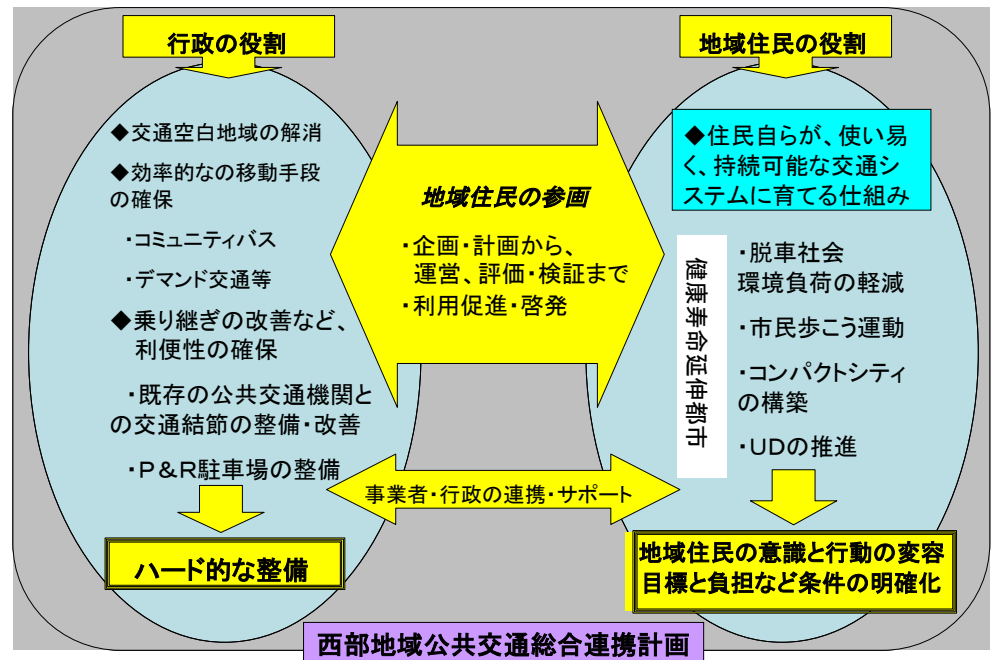 行政の役割
◆交通空白地域の解消
◆効率的なの移動手段
の確保
・コミュニティバス
・デマンド交通等
◆乗り継ぎの改善など、
利便性の確保
・既存の公共交通機関と
の交通結節の整備・改善
・P&R駐車場の整備
ハード的な整備
地域住民の参画
・企画・計画から、
運営、評価・検証まで
・利用促進・啓発
事業者・行政の連携・サポート
地域住民の役割
◆住民自らが、使い易
く、持続可能な交通シ
ステムに育てる仕組み
健康寿命延伸都市
・脱車社会
環境負荷の軽減
・市民歩こう運動
・コンパクトシティ
の構築
・UDの推進
地域住民の意識と行動の変容
目標と負担など条件の明確化
西部地域公共交通総合連携計画